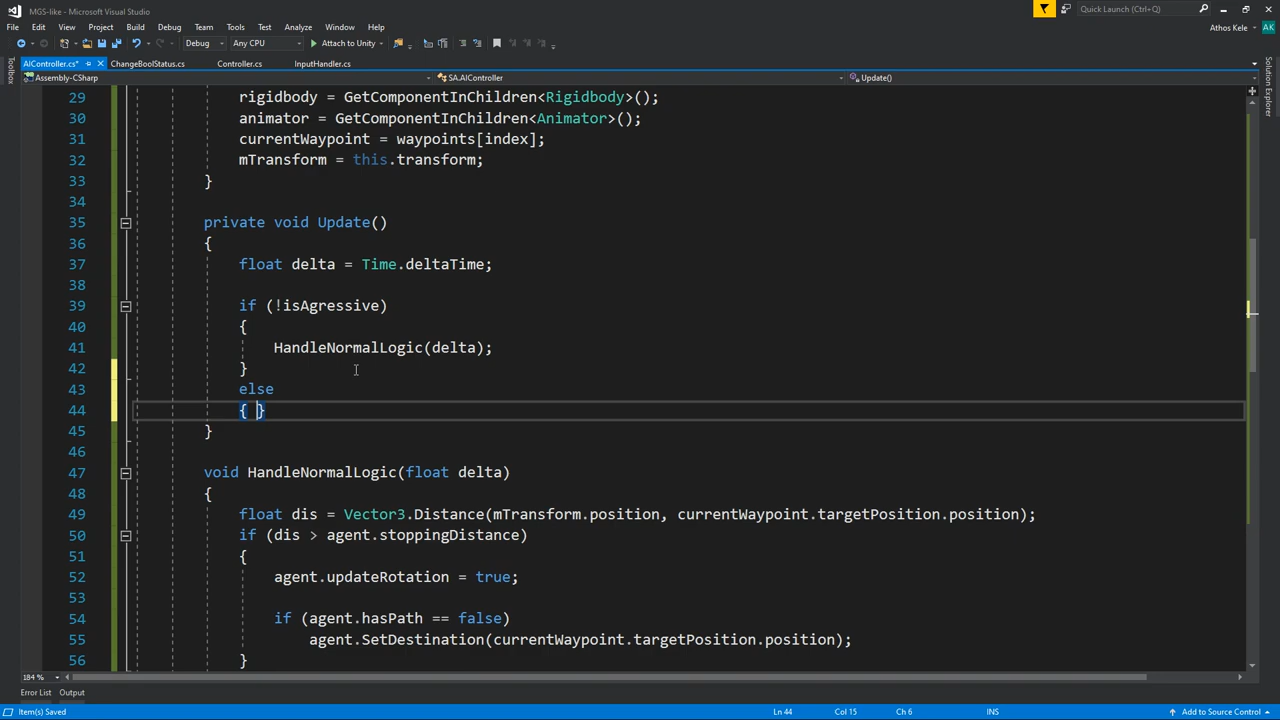 MGS-like - Microsoft Visual Studio
Quick Launch (Ctrl+Q)
File Edit View Project Build Debug Team Tools Test Analyze Window Help
Athos Kele
AK
Debug Any CPU Attach to Unity
AIController.cs* ChangeBoolStatus.cs Controller.cs InputHandler.cs
Assembly-CSharp SA.AIController Update()
Toolbox
Solution Explorer
29 rigidbody = GetComponentInChildren<Rigidbody>();
30 animator = GetComponentInChildren<Animator>();
31 currentWaypoint = waypoints[index];
32 mTransform = this.transform;
33 }
34
35 private void Update()
36 {
37 float delta = Time.deltaTime;
38
39 if (!isAgressive)
40 {
41 HandleNormalLogic(delta);
42 }
43 else
44 { }
45 }
46
47 void HandleNormalLogic(float delta)
48 {
49 float dis = Vector3.Distance(mTransform.position, currentWaypoint.targetPosition.position);
50 if (dis > agent.stoppingDistance)
51 {
52 agent.updateRotation = true;
53
54 if (agent.hasPath == false)
55 agent.SetDestination(currentWaypoint.targetPosition.position);
56 }
184 %
Error List Output
Item(s) Saved Ln 44 Col 15 Ch 6 INS Add to Source Control